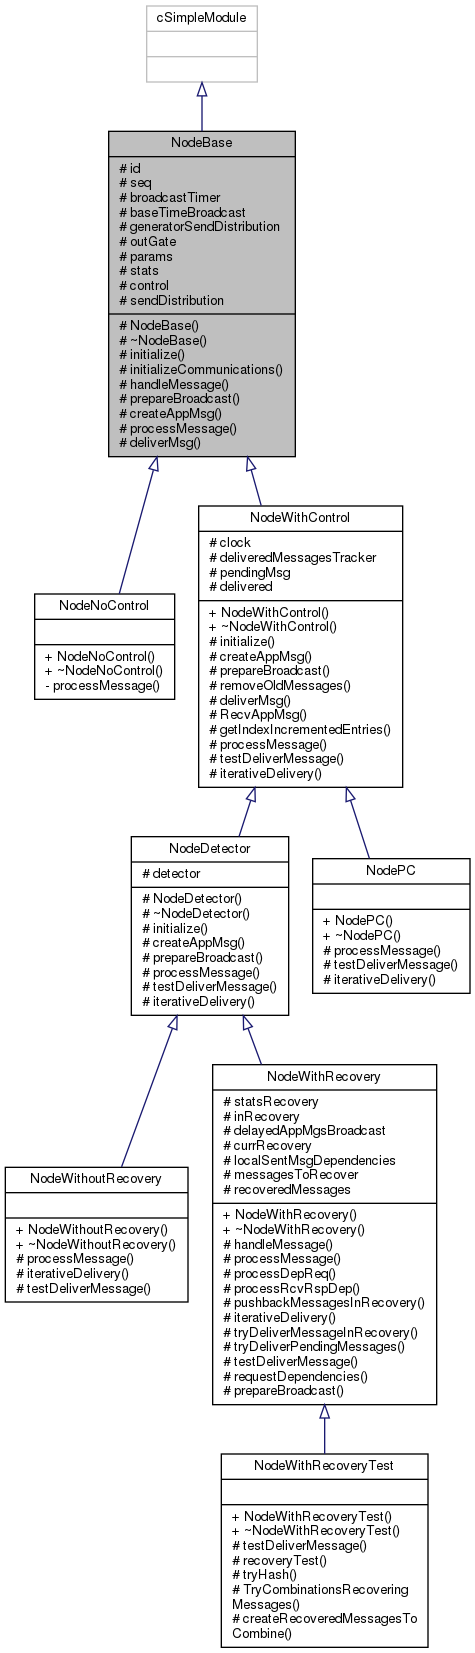 cSimpleModule
NodeBase
# id
# seq
# broadcastTimer
# baseTimeBroadcast
# generatorSendDistribution
# outGate
# params
# stats
# control
# sendDistribution
# NodeBase()
# ~NodeBase()
# initialize()
# initializeCommunications()
# handleMessage()
# prepareBroadcast()
# createAppMsg()
# processMessage()
# deliverMsg()
NodeWithControl
# clock
# deliveredMessagesTracker
# pendingMsg
# delivered
+ NodeWithControl()
+ ~NodeWithControl()
# initialize()
# createAppMsg()
# prepareBroadcast()
# removeOldMessages()
# deliverMsg()
# RecvAppMsg()
# getIndexIncrementedEntries()
# processMessage()
# testDeliverMessage()
# iterativeDelivery()
NodeNoControl
+ NodeNoControl()
+ ~NodeNoControl()
- processMessage()
NodeDetector
# detector
# NodeDetector()
# ~NodeDetector()
# initialize()
# createAppMsg()
# prepareBroadcast()
# processMessage()
# testDeliverMessage()
# iterativeDelivery()
NodePC
+ NodePC()
+ ~NodePC()
# processMessage()
# testDeliverMessage()
# iterativeDelivery()
NodeWithRecovery
# statsRecovery
# inRecovery
# delayedAppMgsBroadcast
# currRecovery
# localSentMsgDependencies
# messagesToRecover
# recoveredMessages
+ NodeWithRecovery()
+ ~NodeWithRecovery()
# handleMessage()
# processMessage()
# processDepReq()
# processRcvRspDep()
# pushbackMessagesInRecovery()
# iterativeDelivery()
# tryDeliverMessageInRecovery()
# tryDeliverPendingMessages()
# testDeliverMessage()
# requestDependencies()
# prepareBroadcast()
NodeWithoutRecovery
+ NodeWithoutRecovery()
+ ~NodeWithoutRecovery()
# processMessage()
# iterativeDelivery()
# testDeliverMessage()
NodeWithRecoveryTest
+ NodeWithRecoveryTest()
+ ~NodeWithRecoveryTest()
# testDeliverMessage()
# recoveryTest()
# tryHash()
# TryCombinationsRecovering
Messages()
# createRecoveredMessagesTo
Combine()